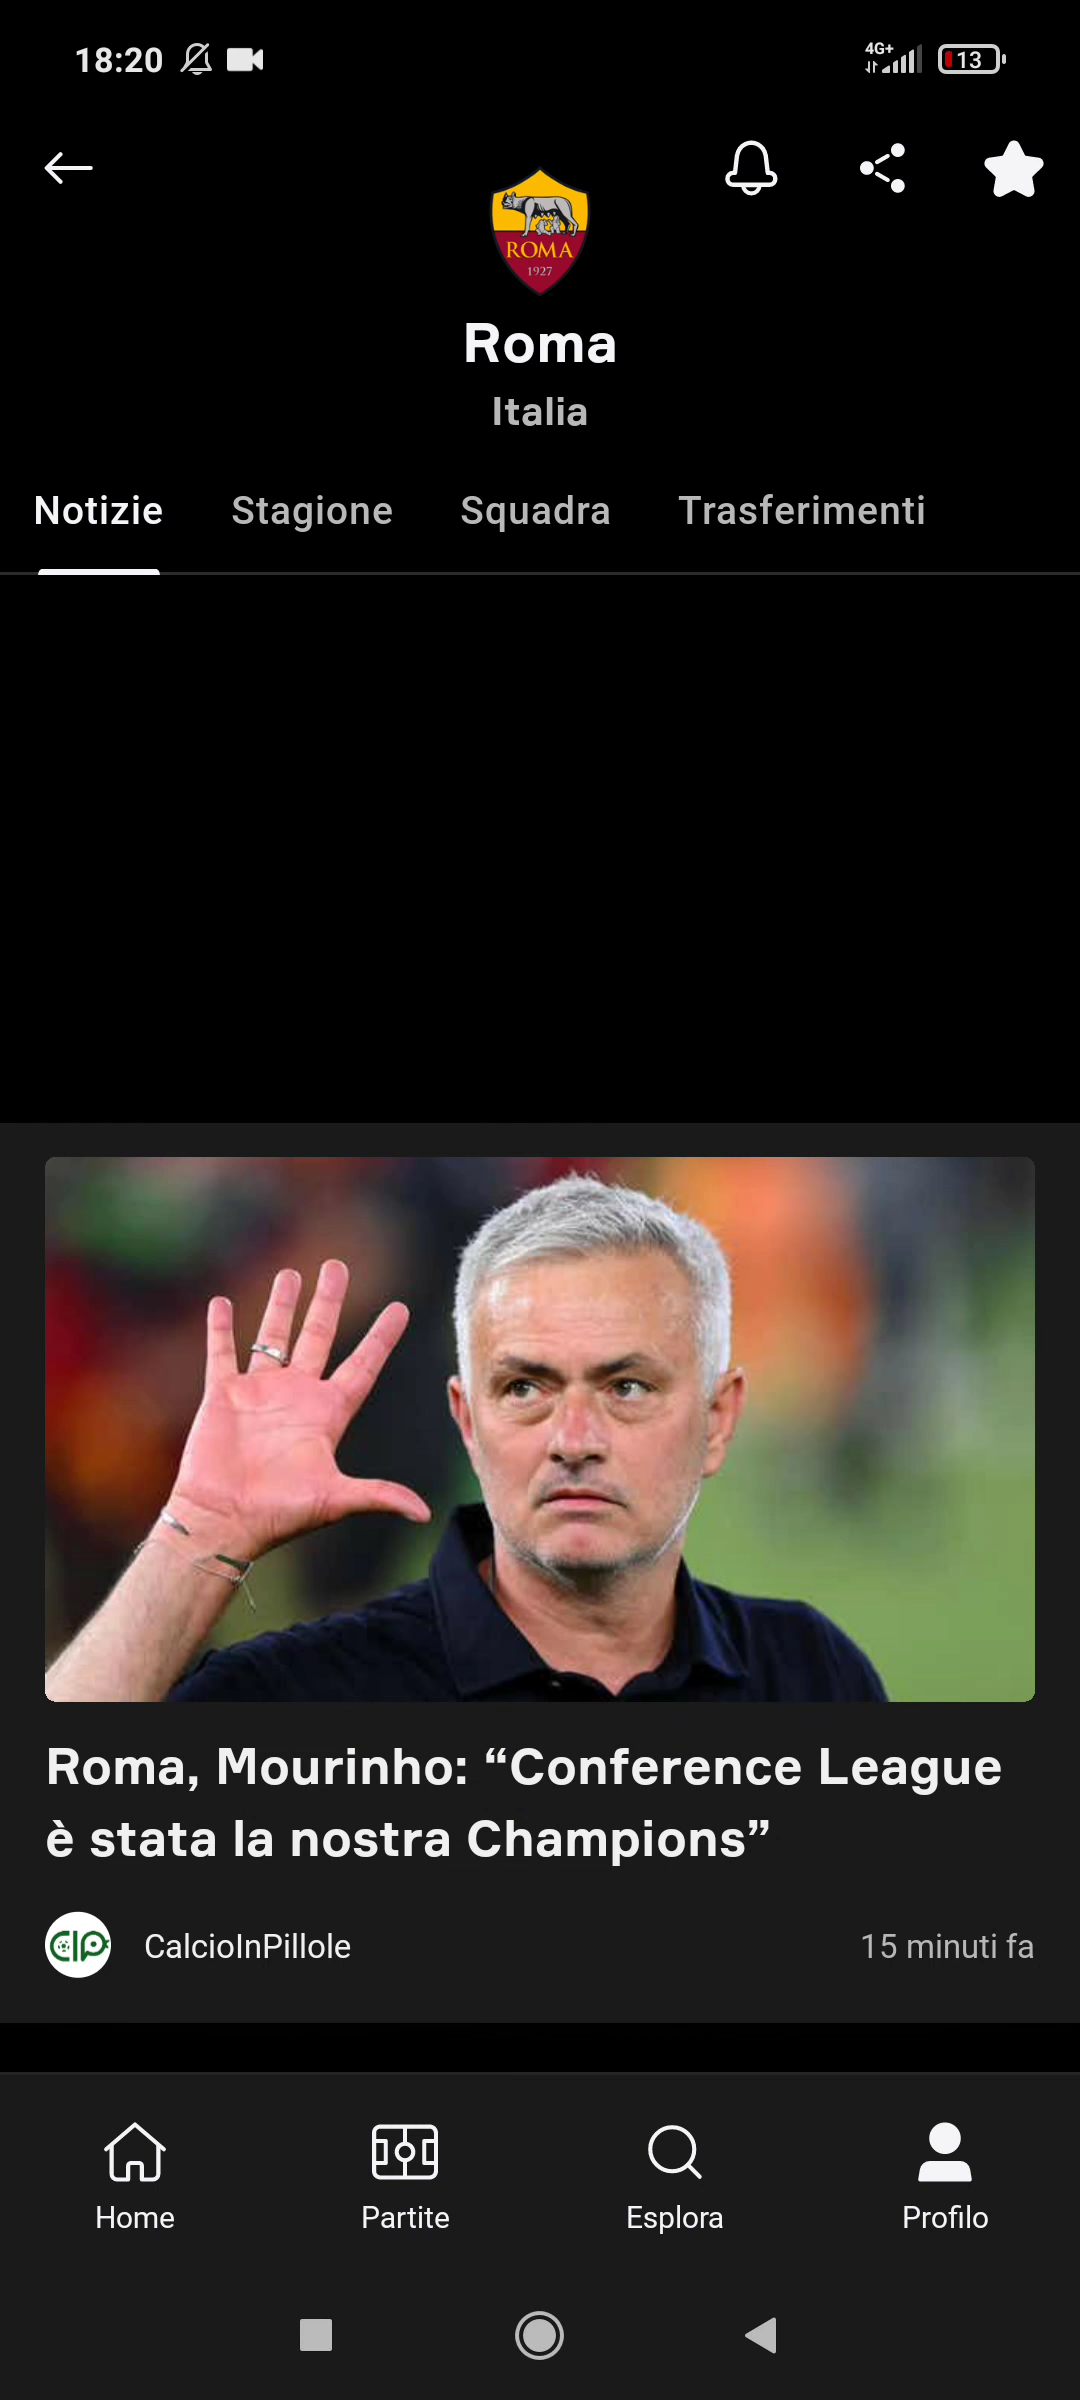 18:20
4G+
13
ROMA
1927
Roma
Italia
Notizie Stagione Squadra Trasferimenti
Roma, Mourinho: “Conference League
è stata la nostra Champions”
CIP
CalcioInPillole
15 minuti fa
Home Partite Esplora Profilo